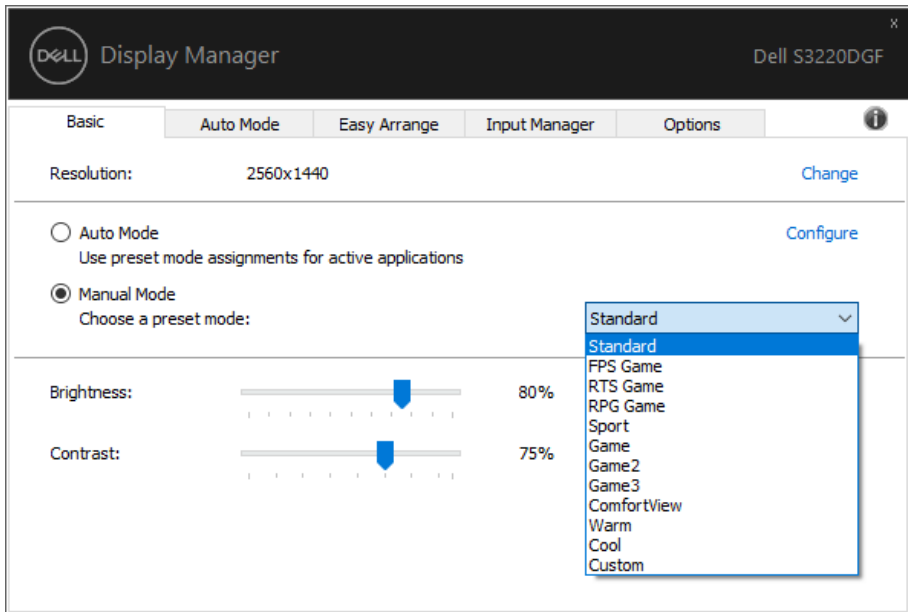 DELL Display Manager
x
Dell S3220DGF
Basic Auto Mode Easy Arrange Input Manager Options
Resolution: 2560x1440 Change
Auto Mode Configure
Use preset mode assignments for active applications
Manual Mode
Choose a preset mode: Standard
Standard
FPS Game
RTS Game
RPG Game
Sport
Game
Game2
Game3
ComfortView
Warm
Cool
Custom
Brightness: 80%
Contrast: 75%